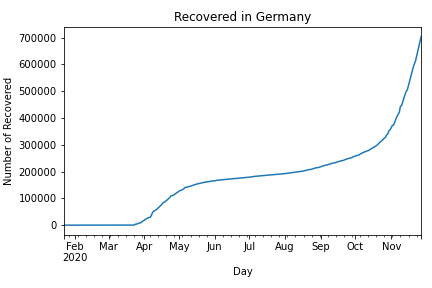 Recovered in Germany
700000
600000
500000
400000
300000
200000
100000
0
Number of Recovered
Feb Mar Apr May Jun Jul Aug Sep Oct Nov
2020
Day